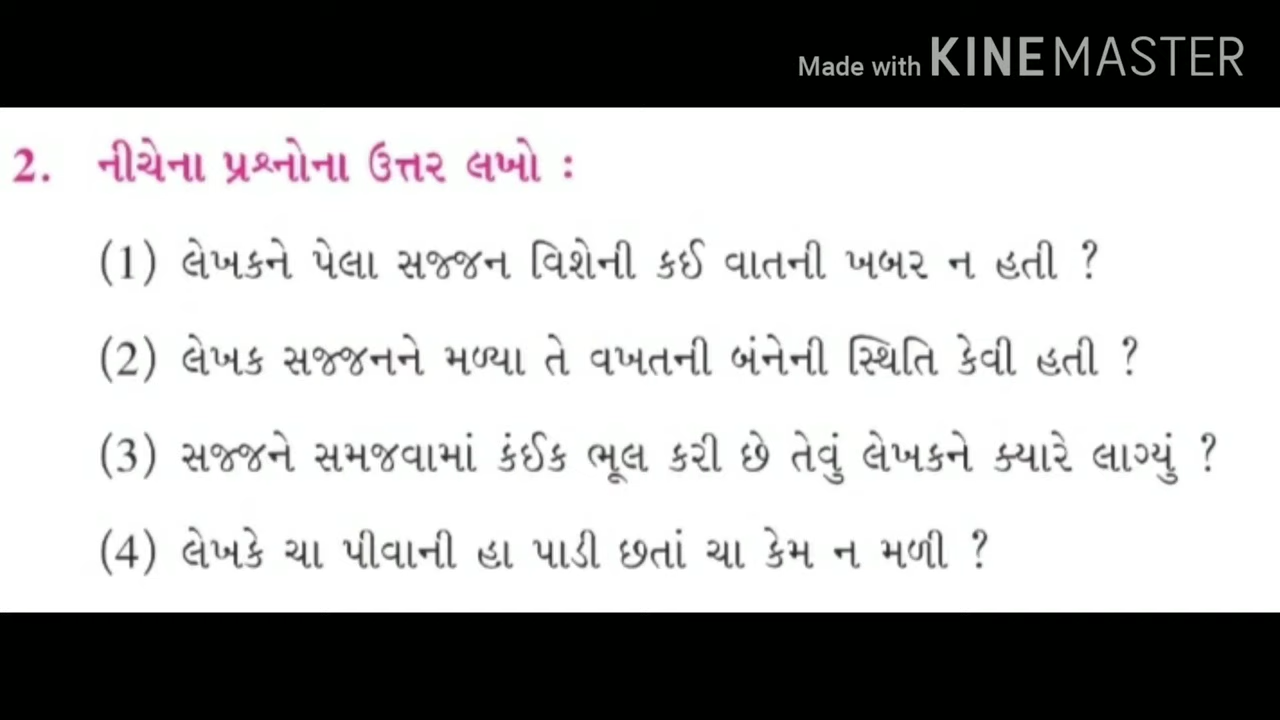 Made with KINEMASTER
2. નીચેના પ્રશ્નોના ઉત્તર લખો :
(1) લેખકને પેલા સજ્જન વિશેની કઈ વાતની ખબર ન હતી ?
(2) લેખક સજ્જનને મળ્યા તે વખતની બંનેની સ્થિતિ કેવી હતી ?
(3) સજ્જને સમજવામાં કંઈક ભૂલ કરી છે તેવું લેખકને ક્યારે લાગ્યું ?
(4) લેખકે ચા પીવાની હા પાડી છતાં ચા કેમ ન મળી ?